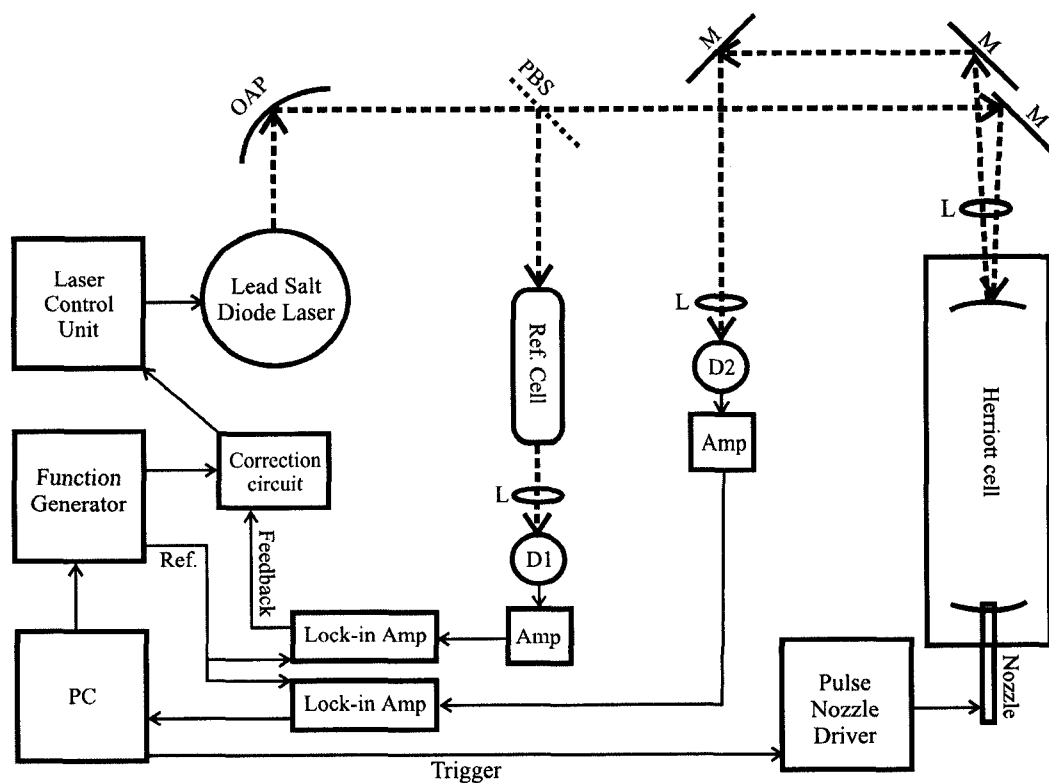 M
M
PBS
OAP
M
L
Laser
Control
Unit
Lead Salt
Diode Laser
Ref. Cell
L
D2
Herriott cell
Amp
Function
Generator
Correction
circuit
L
Ref.
Feedback
D1
Lock-in Amp
Amp
PC
Lock-in Amp
Pulse
Nozzle
Driver
Nozzle
Trigger